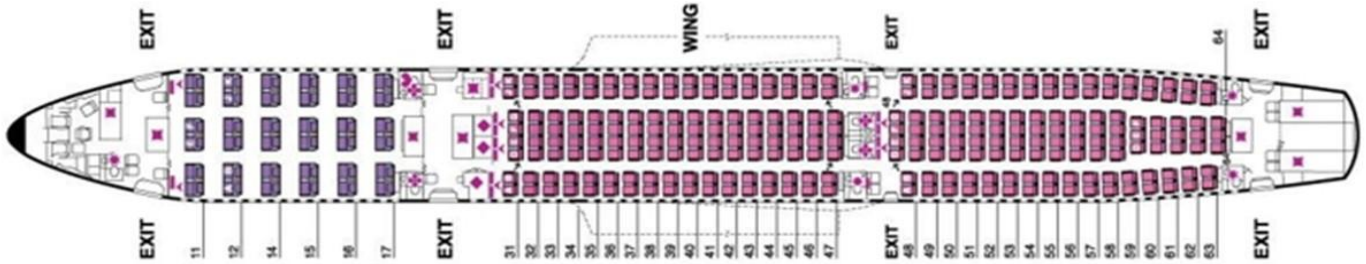 EXIT EXIT WING EXIT 64 EXIT
48
EXIT EXIT EXIT EXIT
11 12 14 15 16 17 31 32 33 34 35 36 37 38 39 40 41 42 43 44 45 46 47 48 49 50 51 52 53 54 55 56 57 58 59 60 61 62 63